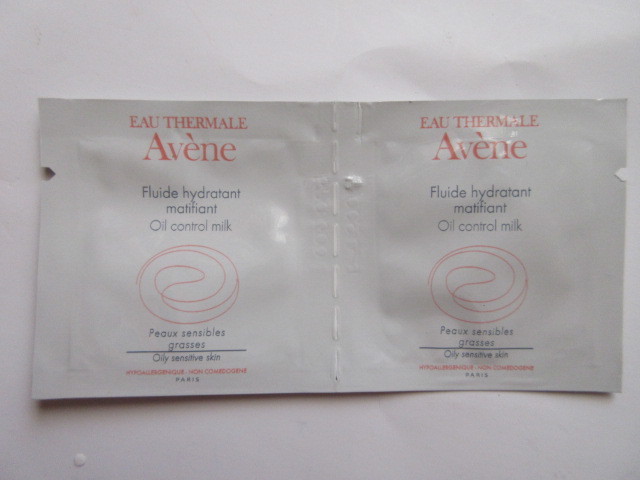 EAU THERMALE
Avène
Fluide hydratant
matifiant
Oil control milk
Peaux sensibles
grasses
Oily sensitive skin
HYPOALLERGENIQUE. NON COMEDOGENE
PARIS
EAU THERMALE
Avène
Fluide hydratant
matifiant
Oil control milk
Peaux sensibles
grasses
Oily sensitive skin
HYPOALLERGENIQUE. NON COMEDOGENE
PARIS